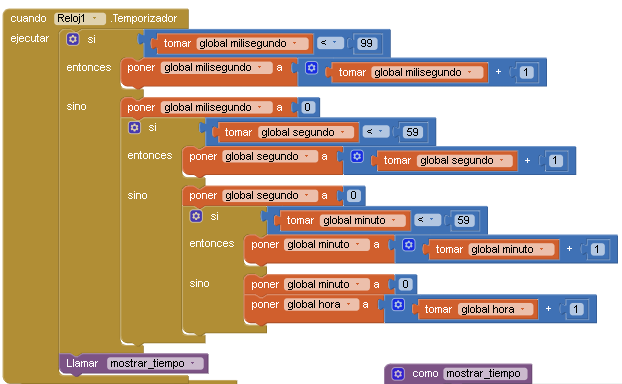 cuando Reloj1 .Temporizador
ejecutar si tomar global milisegundo < 99
entonces poner global milisegundo a tomar global milisegundo + 1
sino poner global milisegundo a 0
si tomar global segundo < 59
entonces poner global segundo a tomar global segundo + 1
sino poner global segundo a 0
si tomar global minuto < 59
entonces poner global minuto a tomar global minuto + 1
sino poner global minuto a 0
poner global hora a tomar global hora + 1
Llamar mostrar_tiempo
como mostrar_tiempo